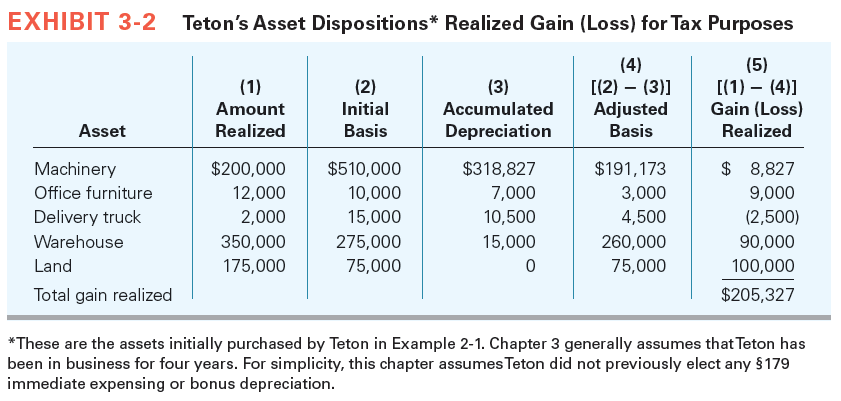 EXHIBIT 3-2 Teton's Asset Dispositions* Realized Gain (Loss) for Tax Purposes
(4) (5)
(1) (2) (3) [(2) – (3)] [(1) – (4)]
Amount Initial Accumulated Adjusted Gain (Loss)
Asset Realized Basis Depreciation Basis Realized
Machinery $200,000 $510,000 $318,827 $191,173 $ 8,827
Office furniture 12,000 10,000 7,000 3,000 9,000
Delivery truck 2,000 15,000 10,500 4,500 (2,500)
Warehouse 350,000 275,000 15,000 260,000 90,000
Land 175,000 75,000 0 75,000 100,000
Total gain realized $205,327
*These are the assets initially purchased by Teton in Example 2-1. Chapter 3 generally assumes that Teton has
been in business for four years. For simplicity, this chapter assumes Teton did not previously elect any §179
immediate expensing or bonus depreciation.